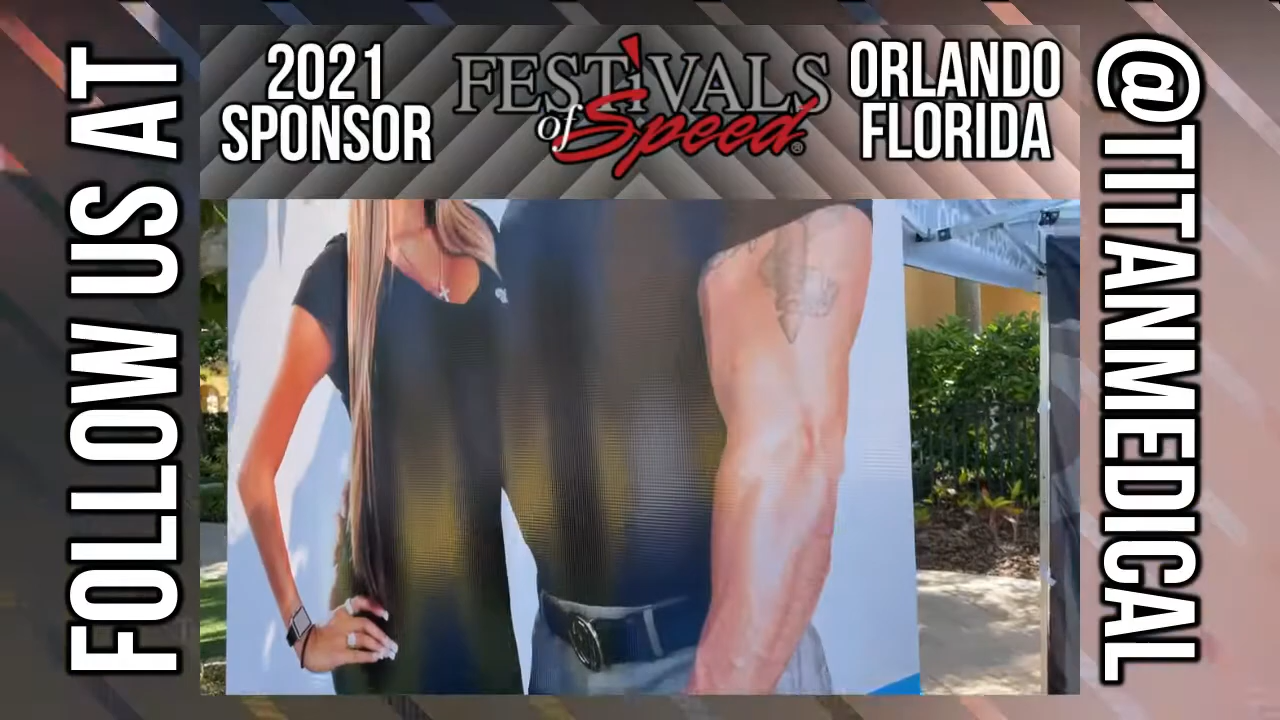 FOLLOW US AT
2021
SPONSOR
FESTiVALS
of Speed®
ORLANDO
FLORIDA
@TITANMEDICAL